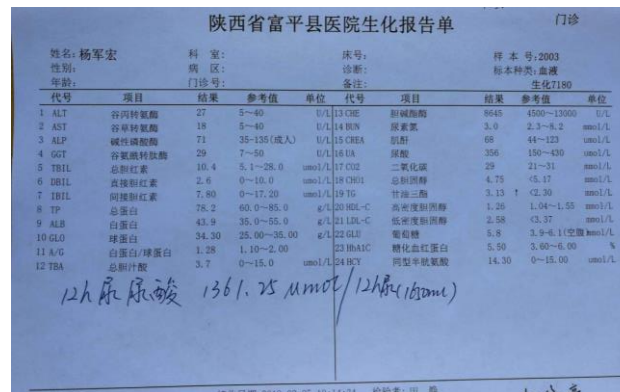 陕西省富平县医院生化报告单 门诊
姓名:杨军宏 科 室: 床号: 样 本 号:2003
性别: 病 区: 诊断: 标本种类:血液
年龄: 门诊号: 备注: 生化7180
代号 项目 结果 参考值 单位 代号 项目 结果 参考值 单位
1 ALT 谷丙转氨酶 27 5~40 U/L 13 CHE 胆碱酯酶 8645 4500~13000 U/L
2 AST 谷草转氨酶 18 5~40 U/L 14 BUN 尿素氮 3.0 2.3~8.2 mmol/L
3 ALP 碱性磷酸酶 71 35-135(成人) U/L 15 CREA 肌酐 68 44~123 umol/L
4 GGT 谷氨酰转肽酶 29 7~50 U/L 16 UA 尿酸 356 150~430 umol/L
5 TBIL 总胆红素 10.4 5.1~28.0 umol/L 17 CO2 二氧化碳 29 21~31 mmol/L
6 DBIL 直接胆红素 2.6 0~10.0 umol/L 18 CHO1 总胆固醇 4.75 <5.17 mmol/L
7 IBIL 间接胆红素 7.80 0~17.20 umol/L 19 TG 甘油三酯 3.13 ↑ <2.30 mmol/L
8 TP 总蛋白 78.2 60.0~85.0 g/L 20 HDL-C 高密度胆固醇 1.26 1.04~1.55 mmol/L
9 ALB 白蛋白 43.9 35.0~55.0 g/L 21 LDL-C 低密度胆固醇 2.58 <3.37 mmol/L
10 GLO 球蛋白 34.30 25.00~35.00 g/L 22 GLU 葡萄糖 5.8 3.9-6.1(空腹 mmol/L
11 A/G 白蛋白/球蛋白 1.28 1.10~2.00 23 HbA1C 糖化血红蛋白 5.50 3.60~6.00 %
12 TBA 总胆汁酸 3.7 0~15.0 umol/L 24 HCY 同型半胱氨酸 14.30 0~15.00 umol/L
12h尿尿酸 1361.25 μmol/12h尿(1650ml)